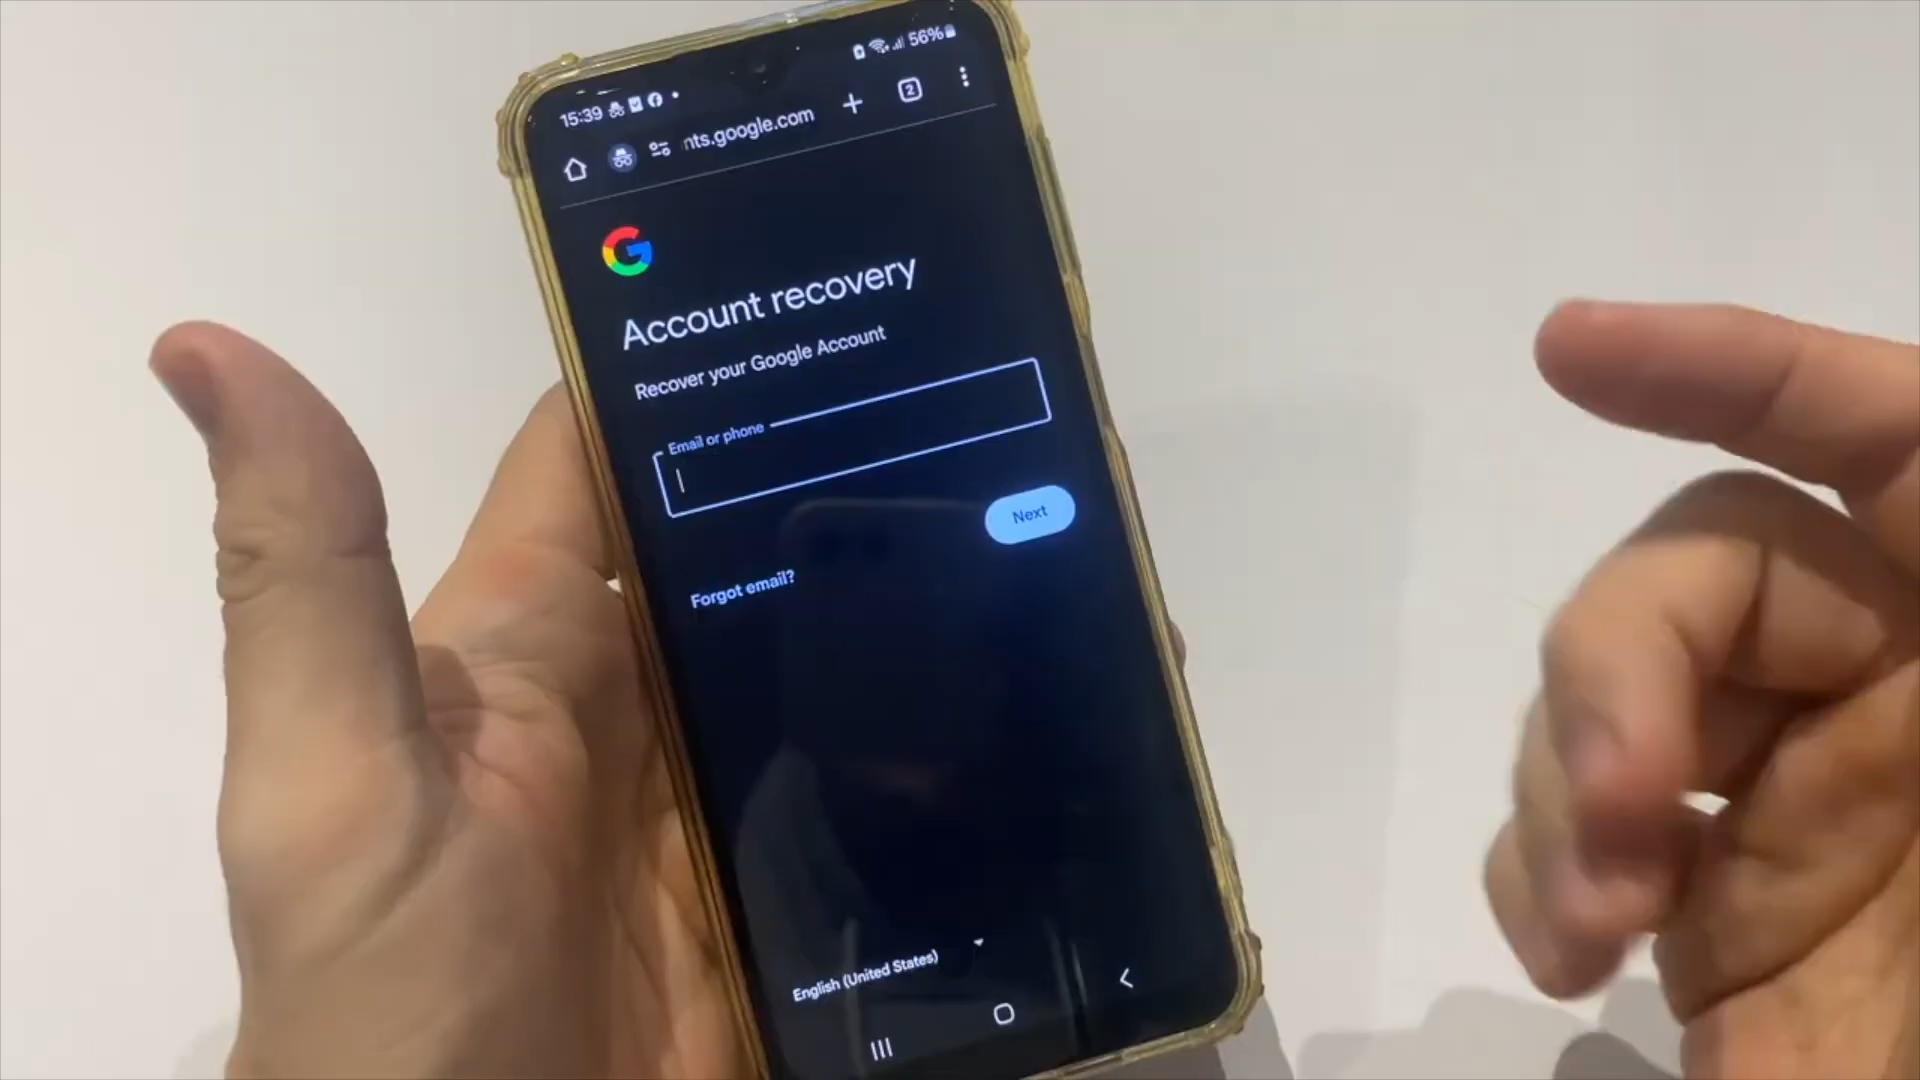 15:39
56%
nts.google.com
2
Account recovery
Recover your Google Account
Email or phone
Next
Forgot email?
English (United States)